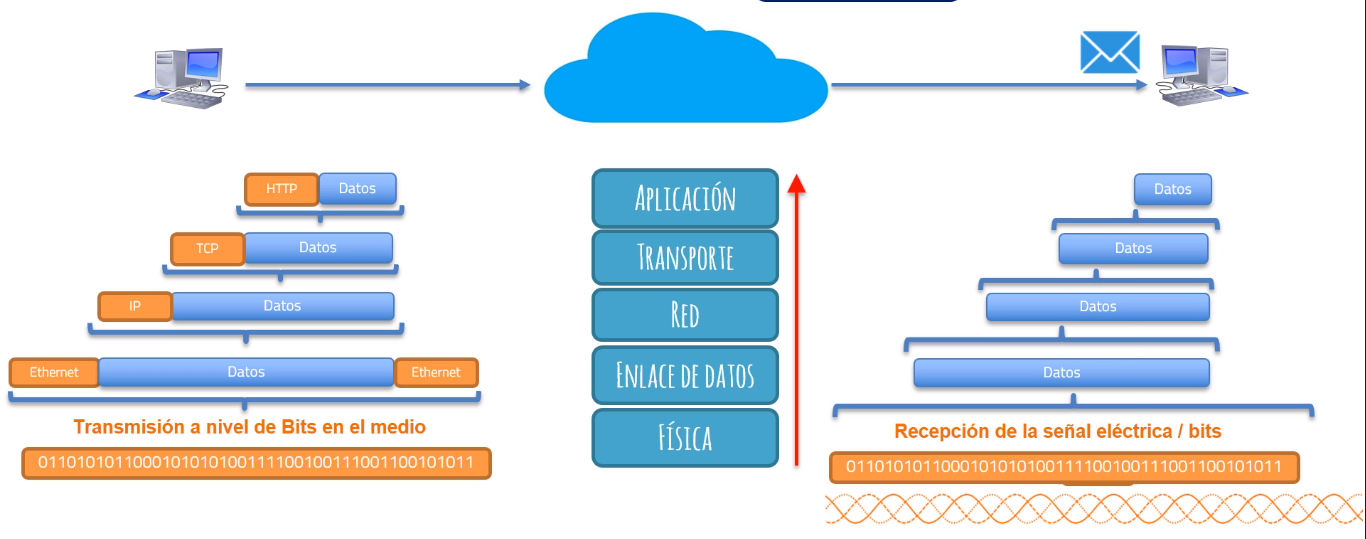 HTTP Datos
TCP Datos
IP Datos
Ethernet Datos Ethernet
Transmisión a nivel de Bits en el medio
0110101011000101010100111100100111001100101011
APLICACIÓN
TRANSPORTE
RED
ENLACE DE DATOS
FÍSICA
Datos
Datos
Datos
Datos
Recepción de la señal eléctrica / bits
0110101011000101010100111100100111001100101011